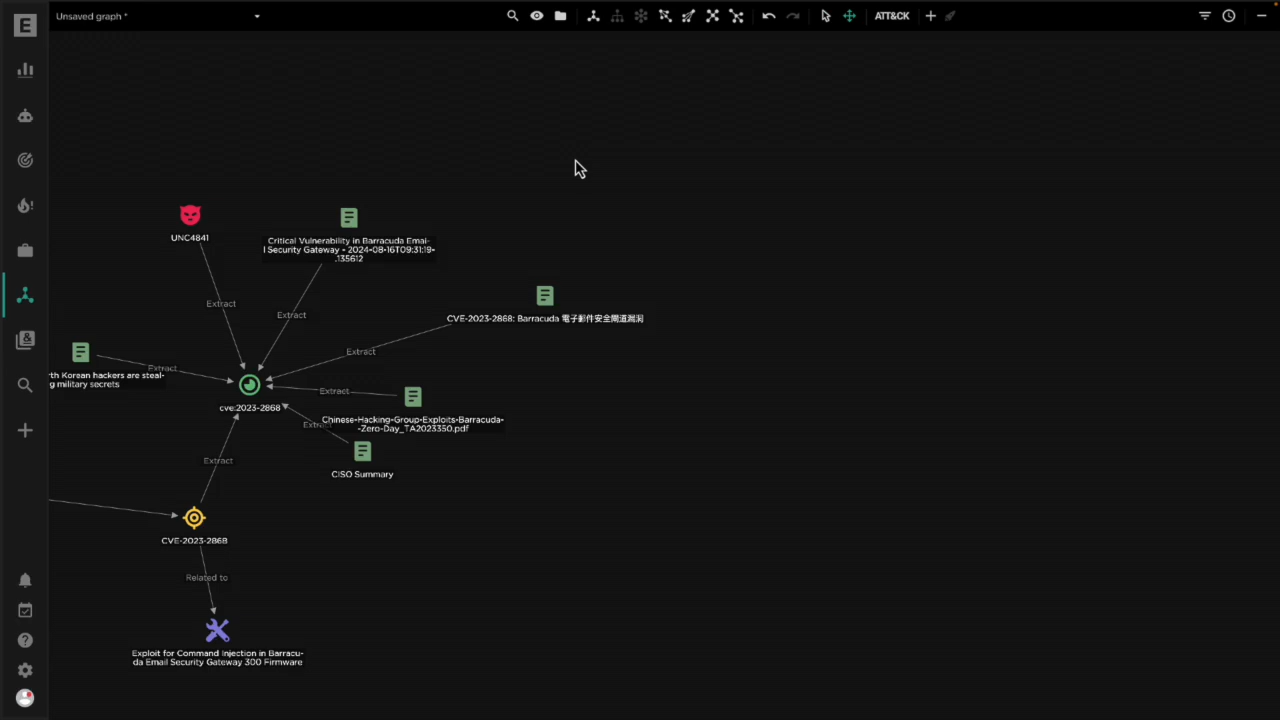 Unsaved graph *
ATT&CK
E
UNC4841
Critical Vulnerability in Barracuda Emai-
l Security Gateway - 2024-08-16T09:31:19-
.135612
Extract
Extract
CVE-2023-2868: Barracuda 電子郵件安全閘道漏洞
Extract
Extract
rth Korean hackers are steal-
g military secrets
Extract
cve:2023-2868
Chinese-Hacking-Group-Exploits-Barracuda-
-Zero-Day_TA2023350.pdf
Extract
CISO Summary
Extract
CVE-2023-2868
Related to
Exploit for Command Injection in Barracu-
da Email Security Gateway 300 Firmware